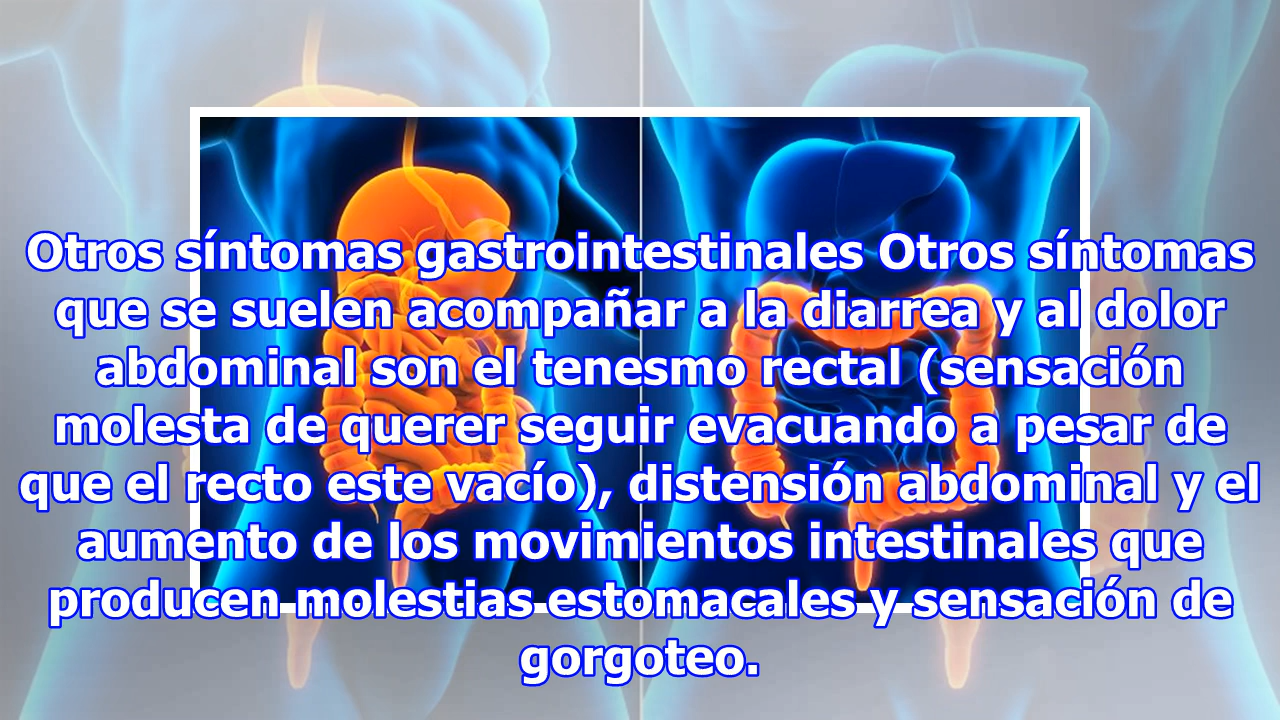 Otros síntomas gastrointestinales Otros síntomas
que se suelen acompañar a la diarrea y al dolor
abdominal son el tenesmo rectal (sensación
molesta de querer seguir evacuando a pesar de
que el recto este vacío), distensión abdominal y el
aumento de los movimientos intestinales que
producen molestias estomacales y sensación de
gorgoteo.